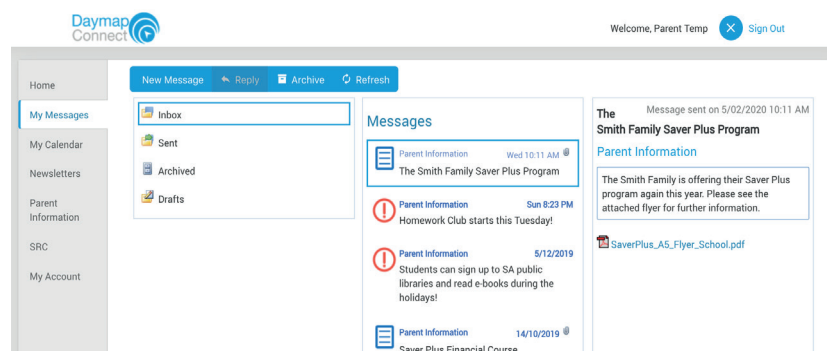 Daymap
Connect
Welcome, Parent Temp
Sign Out
Home
My Messages
My Calendar
Newsletters
Parent
Information
SRC
My Account
New Message
Reply
Archive
Refresh
Inbox
Sent
Archived
Drafts
Messages
Parent Information Wed 10:11 AM
The Smith Family Saver Plus Program
Parent Information Sun 8:23 PM
Homework Club starts this Tuesday!
Parent Information 5/12/2019
Students can sign up to SA public
libraries and read e-books during the
holidays!
Parent Information 14/10/2019
Saver Plus Financial Course
The Message sent on 5/02/2020 10:11 AM
Smith Family Saver Plus Program
Parent Information
The Smith Family is offering their Saver Plus
program again this year. Please see the
attached flyer for further information.
SaverPlus_A5_Flyer_School.pdf